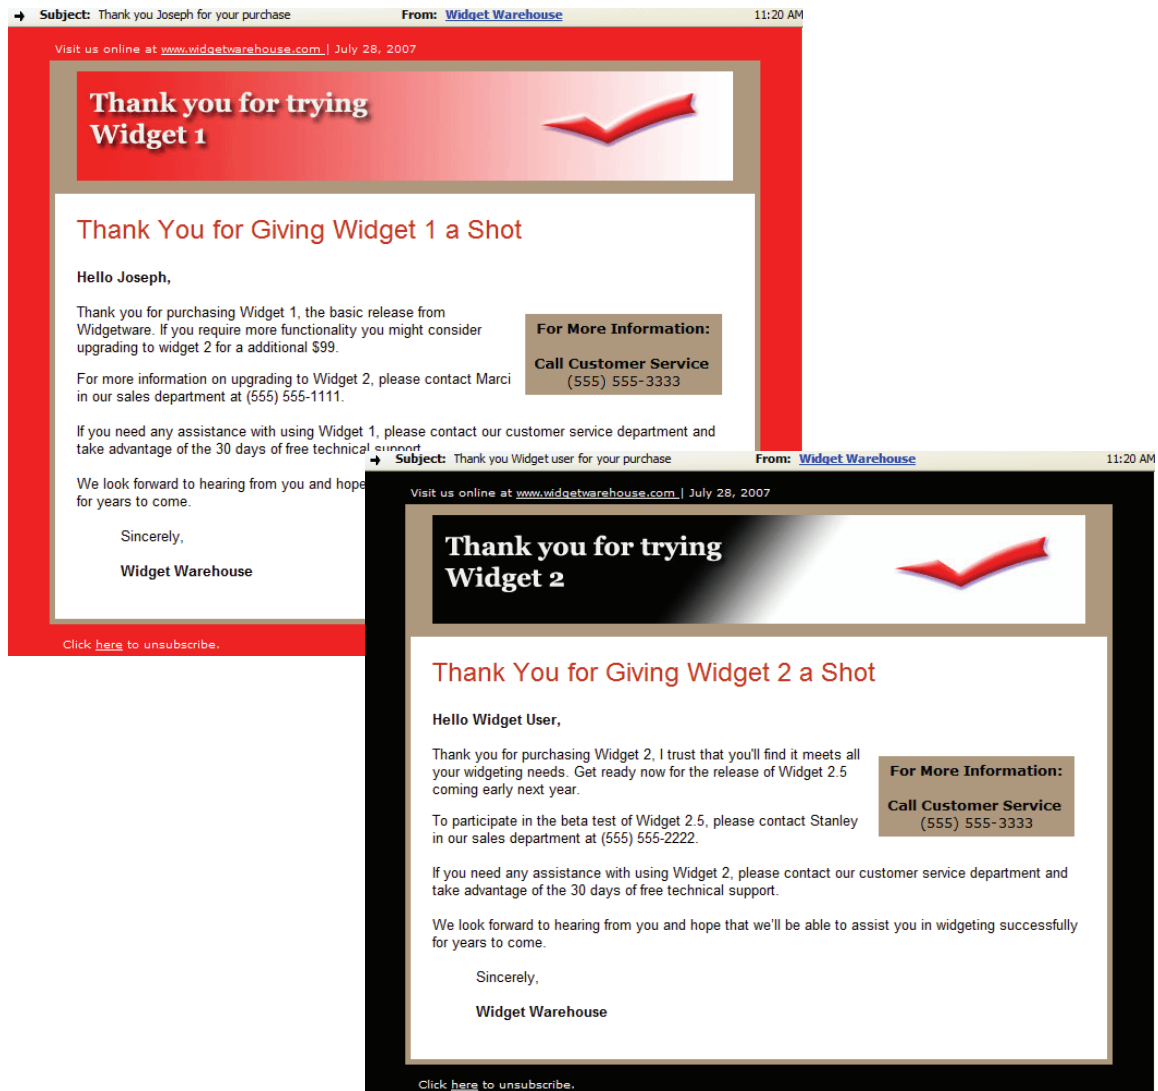 Subject: Thank you Joseph for your purchase From: Widget Warehouse 11:20 AM
Visit us online at www.widgetwarehouse.com | July 28, 2007
Thank you for trying
Widget 1
Thank You for Giving Widget 1 a Shot
Hello Joseph,
Thank you for purchasing Widget 1, the basic release from
Widgetware. If you require more functionality you might consider
upgrading to widget 2 for a additional $99.
For More Information:
Call Customer Service
(555) 555-3333
For more information on upgrading to Widget 2, please contact Marci
in our sales department at (555) 555-1111.
If you need any assistance with using Widget 1, please contact our customer service department and
take advantage of the 30 days of free technical support.
We look forward to hearing from you and hope
for years to come.
Sincerely,
Widget Warehouse
Click here to unsubscribe.
Subject: Thank you Widget user for your purchase From: Widget Warehouse 11:20 AM
Visit us online at www.widgetwarehouse.com | July 28, 2007
Thank you for trying
Widget 2
Thank You for Giving Widget 2 a Shot
Hello Widget User,
Thank you for purchasing Widget 2, I trust that you'll find it meets all
your widgeting needs. Get ready now for the release of Widget 2.5
coming early next year.
For More Information:
Call Customer Service
(555) 555-3333
To participate in the beta test of Widget 2.5, please contact Stanley
in our sales department at (555) 555-2222.
If you need any assistance with using Widget 2, please contact our customer service department and
take advantage of the 30 days of free technical support.
We look forward to hearing from you and hope that we'll be able to assist you in widgeting successfully
for years to come.
Sincerely,
Widget Warehouse
Click here to unsubscribe.